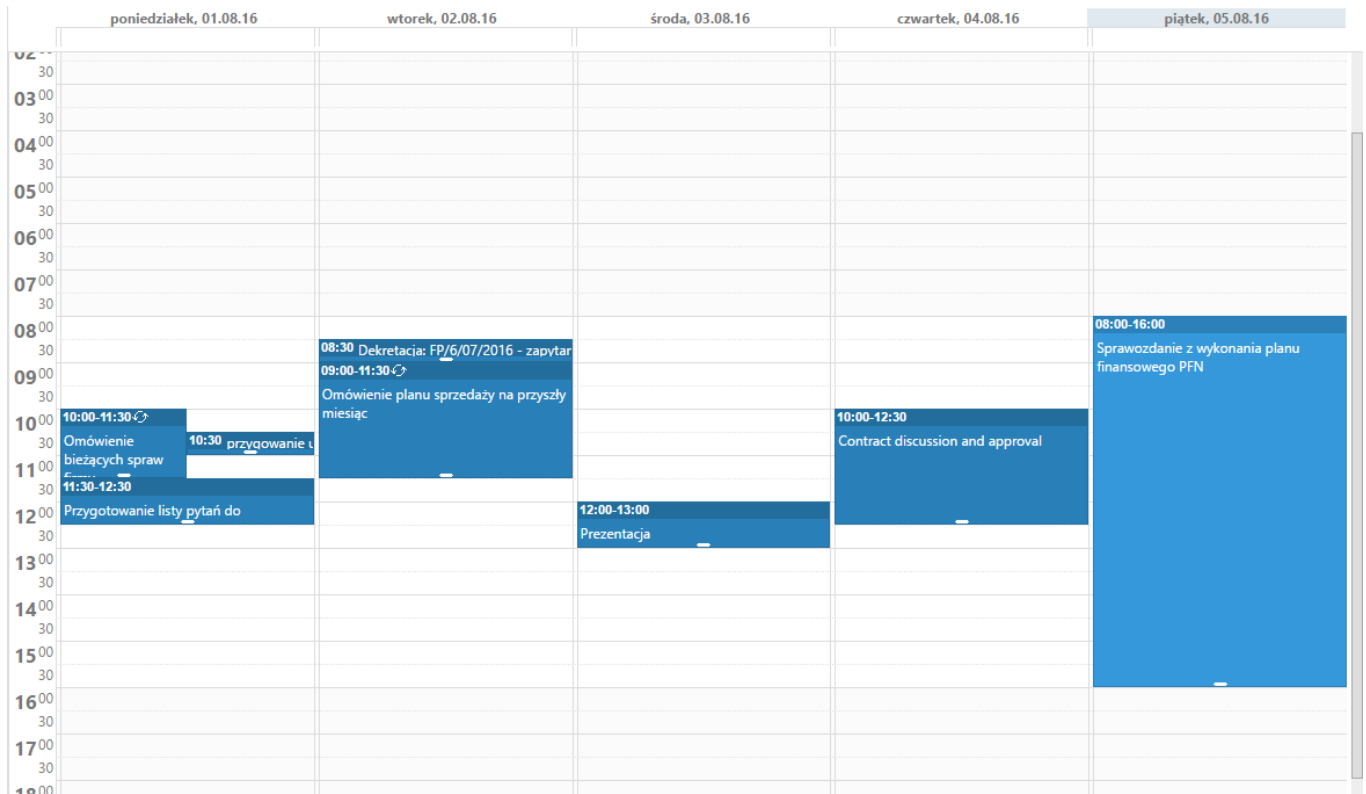 poniedziałek, 01.08.16
wtorek, 02.08.16
środa, 03.08.16
czwartek, 04.08.16
piątek, 05.08.16
30
03 00
30
04 00
30
05 00
30
06 00
30
07 00
30
08 00
30
09 00
30
10 00
30
11 00
30
12 00
30
13 00
30
14 00
30
15 00
30
16 00
30
17 00
30
10:00-11:30
Omówienie
bieżących spraw
10:30 przygowanie u
11:30-12:30
Przygotowanie listy pytań do
08:30 Dekretacja: FP/6/07/2016 - zapytar
09:00-11:30
Omówienie planu sprzedaży na przyszły
miesiąc
12:00-13:00
Prezentacja
10:00-12:30
Contract discussion and approval
08:00-16:00
Sprawozdanie z wykonania planu
finansowego PFN